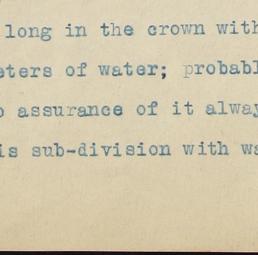 long in the crown with
eters of water; probabl
o assurance of it alway
is sub-division with wa